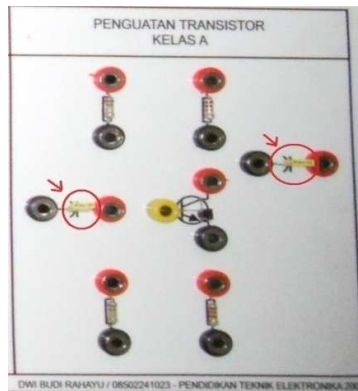 PENGUATAN TRANSISTOR
KELAS A
DWI BUDI RAHAYU / 08502241023 - PENDIDIKAN TEKNIK ELEKTRONIKA